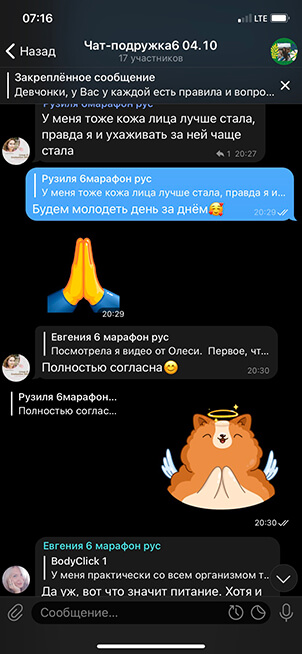 07:16
LTE
Назад
Чат-подружка6 04.10
17 участников
Закреплённое сообщение
Девчонки, у Вас у каждой есть правила и вопро...
Рузиля 6марафон рус
У меня тоже кожа лица лучше стала,
правда я и ухаживать за ней чаще
стала
1 20:27
Рузиля 6марафон рус
У меня тоже кожа лица лучше стала, правда я и...
Будем молодеть день за днём🥰
20:29
20:29
Евгения 6 марафон рус
Посмотрела я видео от Олеси. Первое, чт...
Полностью согласна😊
20:30
Рузиля 6марафон...
Полностью соглас...
20:30
Евгения 6 марафон рус
BodyClick 1
У меня практически со всем организмом т...
Да уж, вот что значит питание. Хотя и
Сообщение...